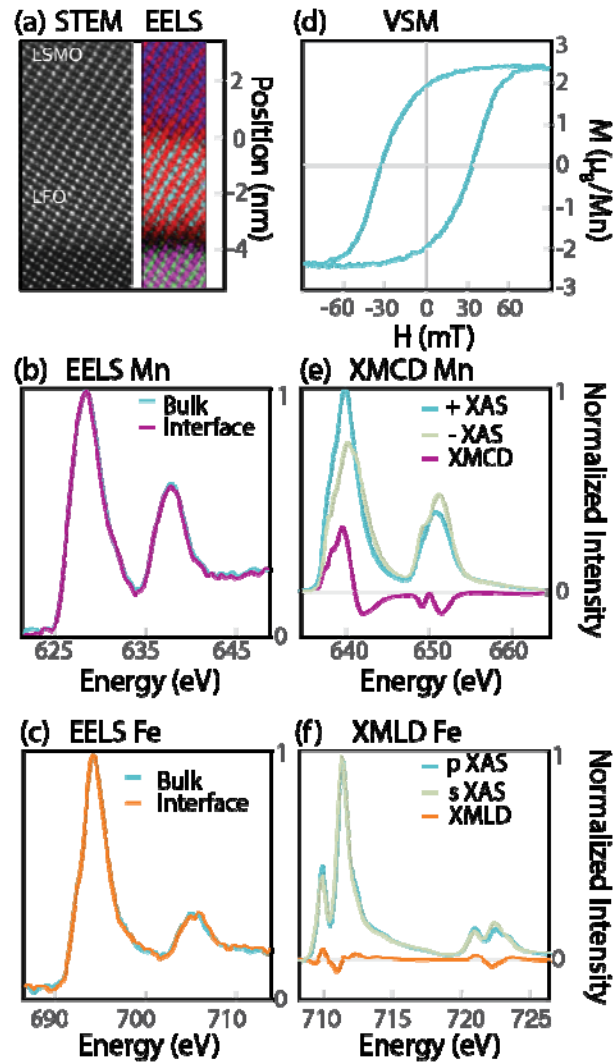 (a) STEM EELS
LSMO
LFO
2
0
-2
-4
Position (nm)
(d) VSM
3
2
1
0
-1
-2
-3
M (μB/Mn)
-60 -30 0 30 60
H (mT)
(b) EELS Mn
Bulk
Interface
1
0
625 635 645
Energy (eV)
(e) XMCD Mn
+ XAS
- XAS
XMCD
1
0
Normalized Intensity
640 650 660
Energy (eV)
(c) EELS Fe
Bulk
Interface
1
0
690 700 710
Energy (eV)
(f) XMLD Fe
p XAS
s XAS
XMLD
1
0
Normalized Intensity
710 715 720 725
Energy (eV)